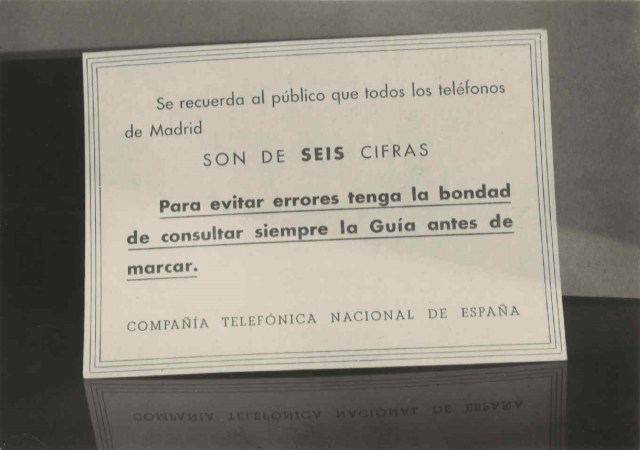 Se recuerda al público que todos los teléfonos
de Madrid
SON DE SEIS CIFRAS
Para evitar errores tenga la bondad
de consultar siempre la Guía antes de
marcar.
COMPAÑÍA TELEFÓNICA NACIONAL DE ESPAÑA